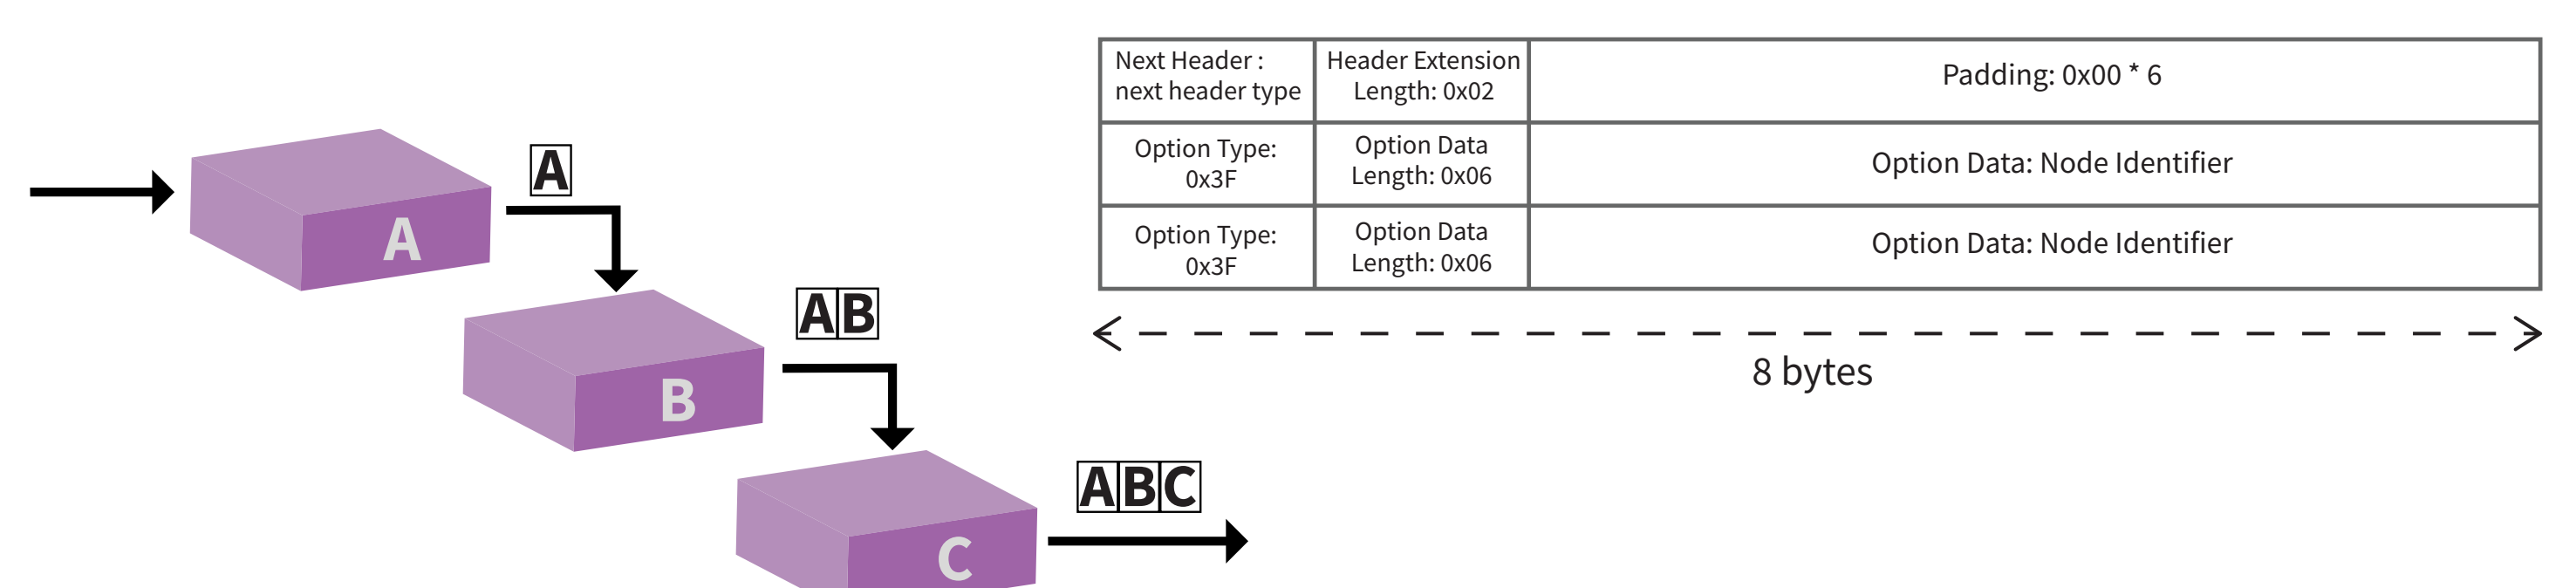 A
A
AB
B
ABC
C
Next Header :
next header type
Header Extension
Length: 0x02
Padding: 0x00 * 6
Option Type:
0x3F
Option Data
Length: 0x06
Option Data: Node Identifier
Option Type:
0x3F
Option Data
Length: 0x06
Option Data: Node Identifier
8 bytes